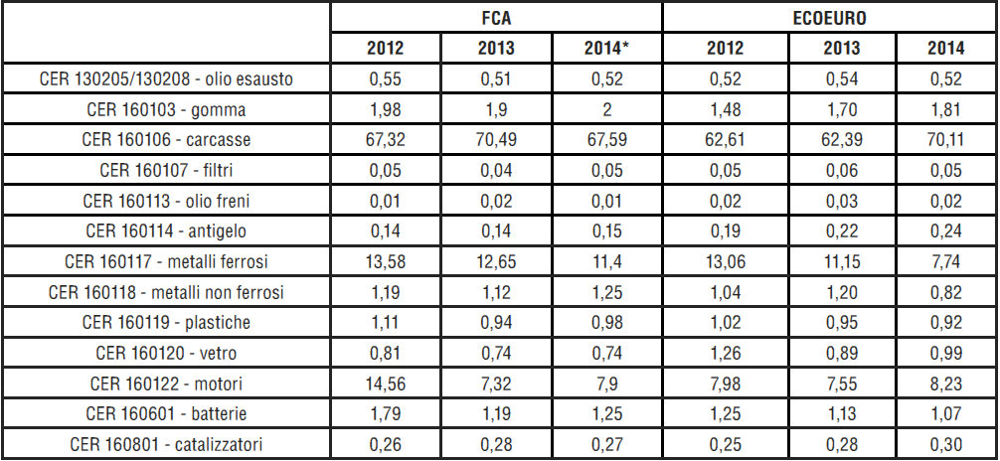 FCA ECOEURO
2012 2013 2014* 2012 2013 2014
CER 130205/130208 - olio esausto 0,55 0,51 0,52 0,52 0,54 0,52
CER 160103 - gomma 1,98 1,9 2 1,48 1,70 1,81
CER 160106 - carcasse 67,32 70,49 67,59 62,61 62,39 70,11
CER 160107 - filtri 0,05 0,04 0,05 0,05 0,06 0,05
CER 160113 - olio freni 0,01 0,02 0,01 0,02 0,03 0,02
CER 160114 - antigelo 0,14 0,14 0,15 0,19 0,22 0,24
CER 160117 - metalli ferrosi 13,58 12,65 11,4 13,06 11,15 7,74
CER 160118 - metalli non ferrosi 1,19 1,12 1,25 1,04 1,20 0,82
CER 160119 - plastiche 1,11 0,94 0,98 1,02 0,95 0,92
CER 160120 - vetro 0,81 0,74 0,74 1,26 0,89 0,99
CER 160122 - motori 14,56 7,32 7,9 7,98 7,55 8,23
CER 160601 - batterie 1,79 1,19 1,25 1,25 1,13 1,07
CER 160801 - catalizzatori 0,26 0,28 0,27 0,25 0,28 0,30